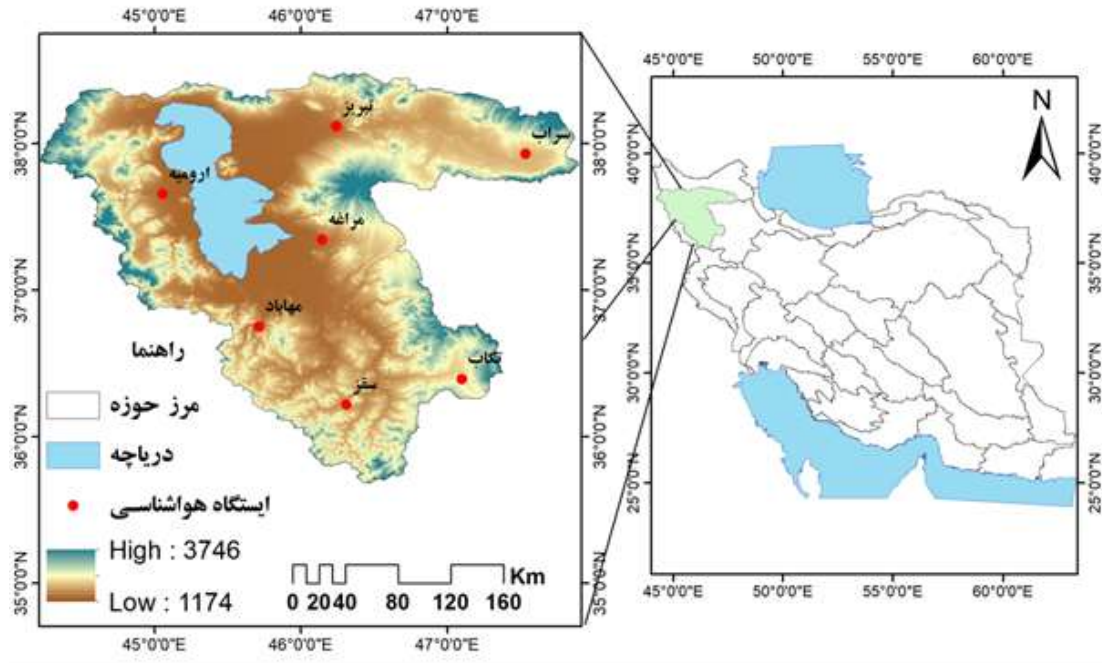 45°0'0"E 46°0'0"E 47°0'0"E
38°0'0"N
37°0'0"N
36°0'0"N
35°0'0"N
تبریز
سراب
ارومیه
مراغه
مهاباد
تکاب
سقز
راهنما
مرز حوزه
دریاچه
ایستگاه هواشناسی
High : 3746
Low : 1174
Km
0 20 40 80 120 160
38°0'0"N
37°0'0"N
36°0'0"N
35°0'0"N
45°0'0"E 46°0'0"E 47°0'0"E
45°0'0"E 50°0'0"E 55°0'0"E 60°0'0"E
N
40°0'0"N
35°0'0"N
30°0'0"N
25°0'0"N
40°0'0"N
35°0'0"N
30°0'0"N
25°0'0"N
45°0'0"E 50°0'0"E 55°0'0"E 60°0'0"E